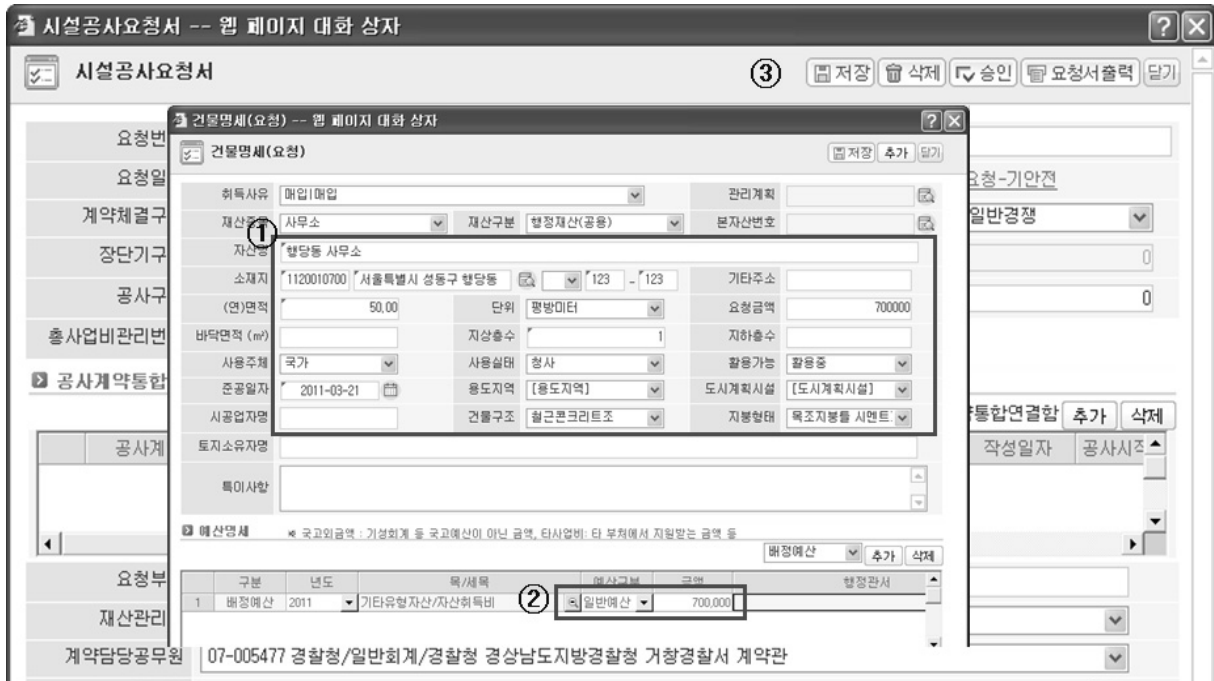 시설공사요청서 -- 웹 페이지 대화 상자
시설공사요청서
③ 저장 삭제 승인 요청서출력 닫기
건물명세(요청) -- 웹 페이지 대화 상자
건물명세(요청)
저장 추가 닫기
요청번
요청일
요청-기안전
계약체결구
일반경쟁
장단기구
0
공사구
0
총사업비관리번
공사계약통합
통합연결함 추가 삭제
공사계
작성일자 공사시작
취득사유 매입|매입 관리계획
재산종류 사무소 재산구분 행정재산(공용) 본자산번호
①
자산명 행당동 사무소
소재지 1120010700 서울특별시 성동구 행당동 123 - 123 기타주소
(연)면적 50,00 단위 평방미터 요청금액 700000
바닥면적 (㎡) 지상층수 1 지하층수
사용주체 국가 사용실태 청사 활용가능 활용중
준공일자 2011-03-21 용도지역 [용도지역] 도시계획시설 [도시계획시설]
시공업자명 건물구조 철근콘크리트조 지붕형태 목조지붕틀 시멘트
토지소유자명
특이사항
예산명세 ※ 국고외금액 : 기성회계 등 국고예산이 아닌 금액, 타사업비: 타 부처에서 지원받는 금액 등
배정예산 추가 삭제
구분 년도 목/세목 예산구분 금액 행정관서
1 배정예산 2011 기타유형자산/자산취득비 ② 일반예산 700,000
요청부
재산관리
계약담당공무원 07-005477 경찰청/일반회계/경찰청 경상남도지방경찰청 거창경찰서 계약관